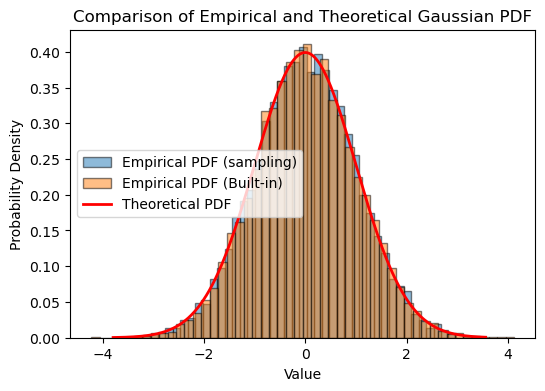 Comparison of Empirical and Theoretical Gaussian PDF
Probability Density
0.40
0.35
0.30
0.25
0.20
0.15
0.10
0.05
0.00
Empirical PDF (sampling)
Empirical PDF (Built-in)
Theoretical PDF
−4 −2 0 2 4
Value